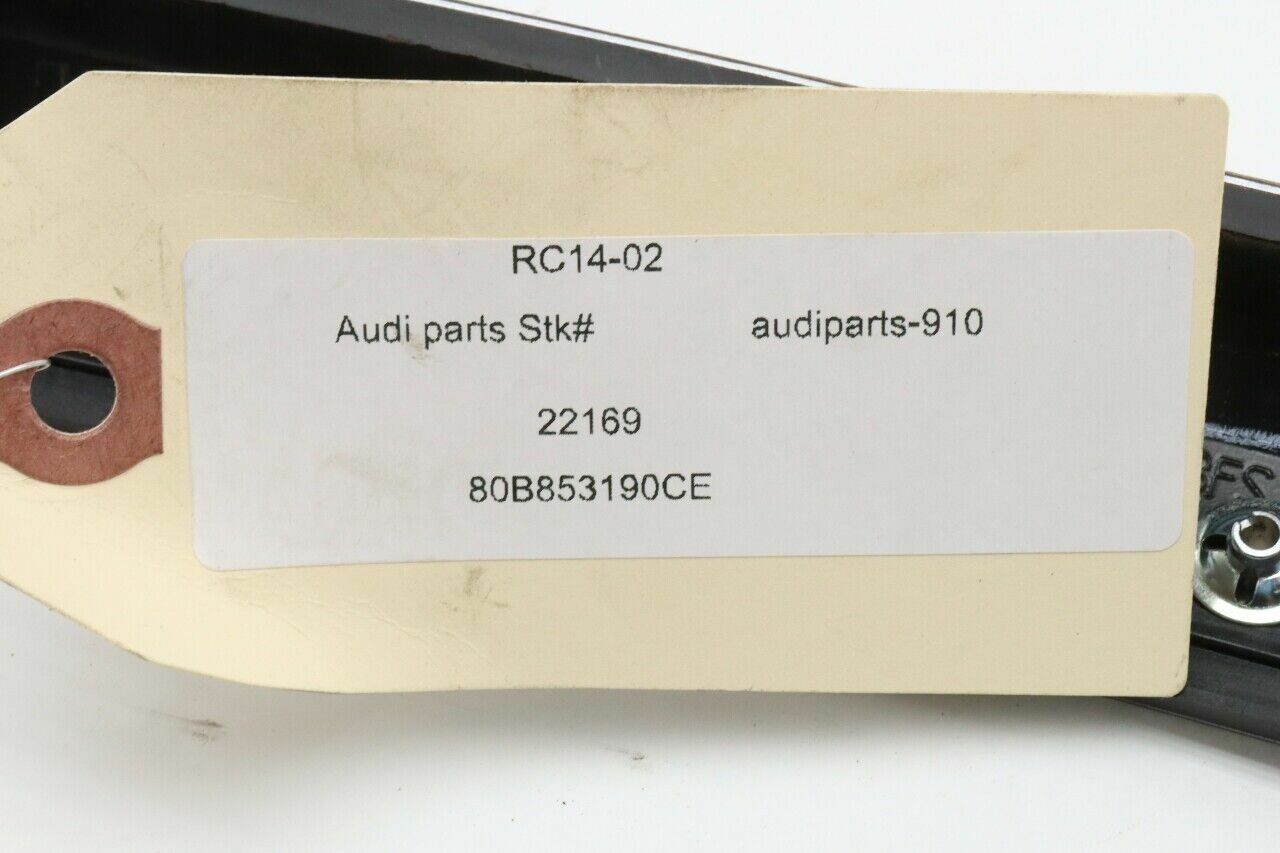 RC14-02
Audi parts Stk# audiparts-910
22169
80B853190CE